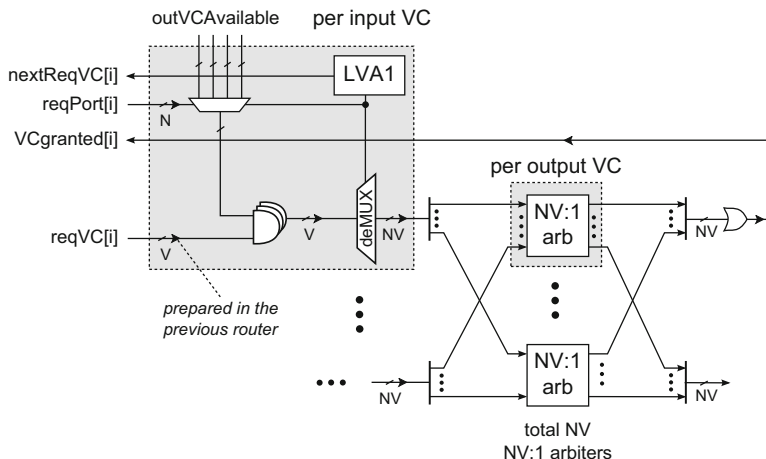 outVCAvailable
per input VC
nextReqVC[i]
LVA1
reqPort[i]
N
VCgranted[i]
per output VC
NV:1
arb
deMUX
V
NV
NV
reqVC[i]
V
prepared in the
previous router
NV:1
arb
NV
NV
total NV
NV:1 arbiters